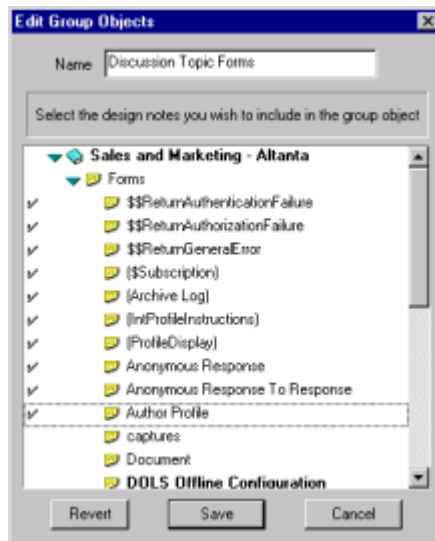 Edit Group Objects
Name Discussion Topic Forms
Select the design notes you wish to include in the group object
Sales and Marketing - Altanta
Forms
$$ReturnAuthenticationFailure
$$ReturnAuthorizationFailure
$$ReturnGeneralError
($Subscription)
(Archive Log)
(IntProfileInstructions)
(ProfileDisplay)
Anonymous Response
Anonymous Response To Response
Author Profile
captures
Document
DOLS Offline Configuration
Revert Save Cancel